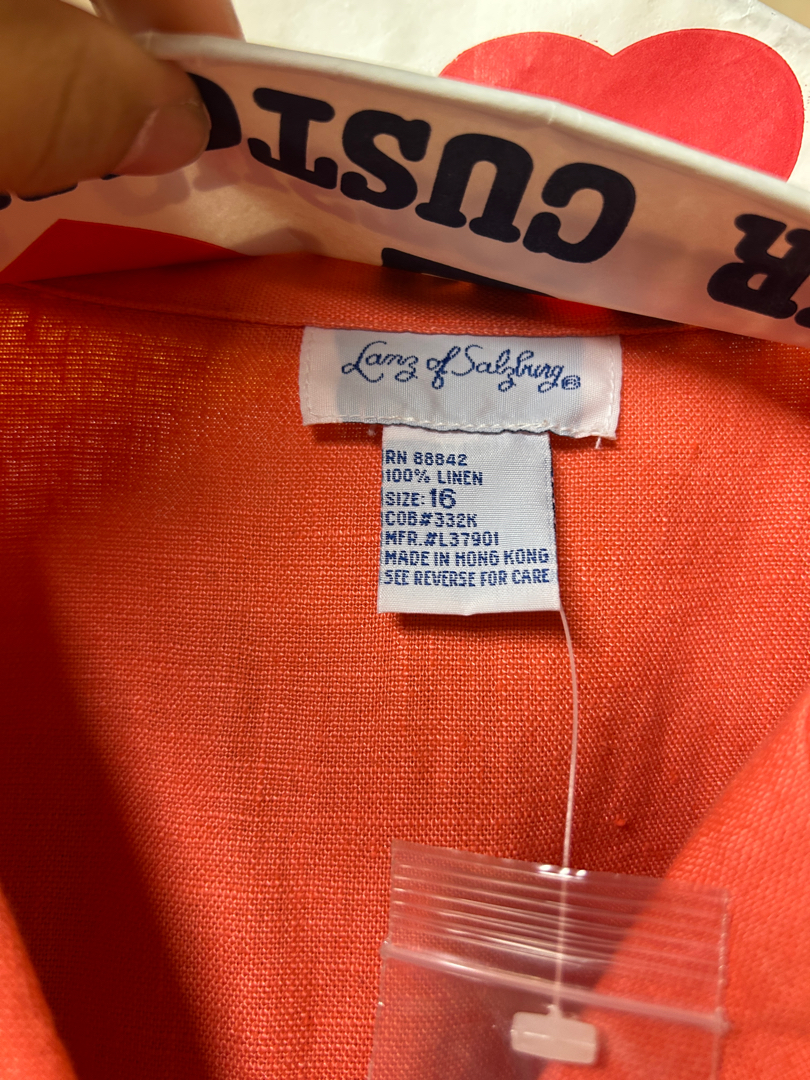 CUSTO
Lanz of Salzburg®
RN 88842
100% LINEN
SIZE: 16
COB#332K
MFR.#L37901
MADE IN HONG KONG
SEE REVERSE FOR CARE